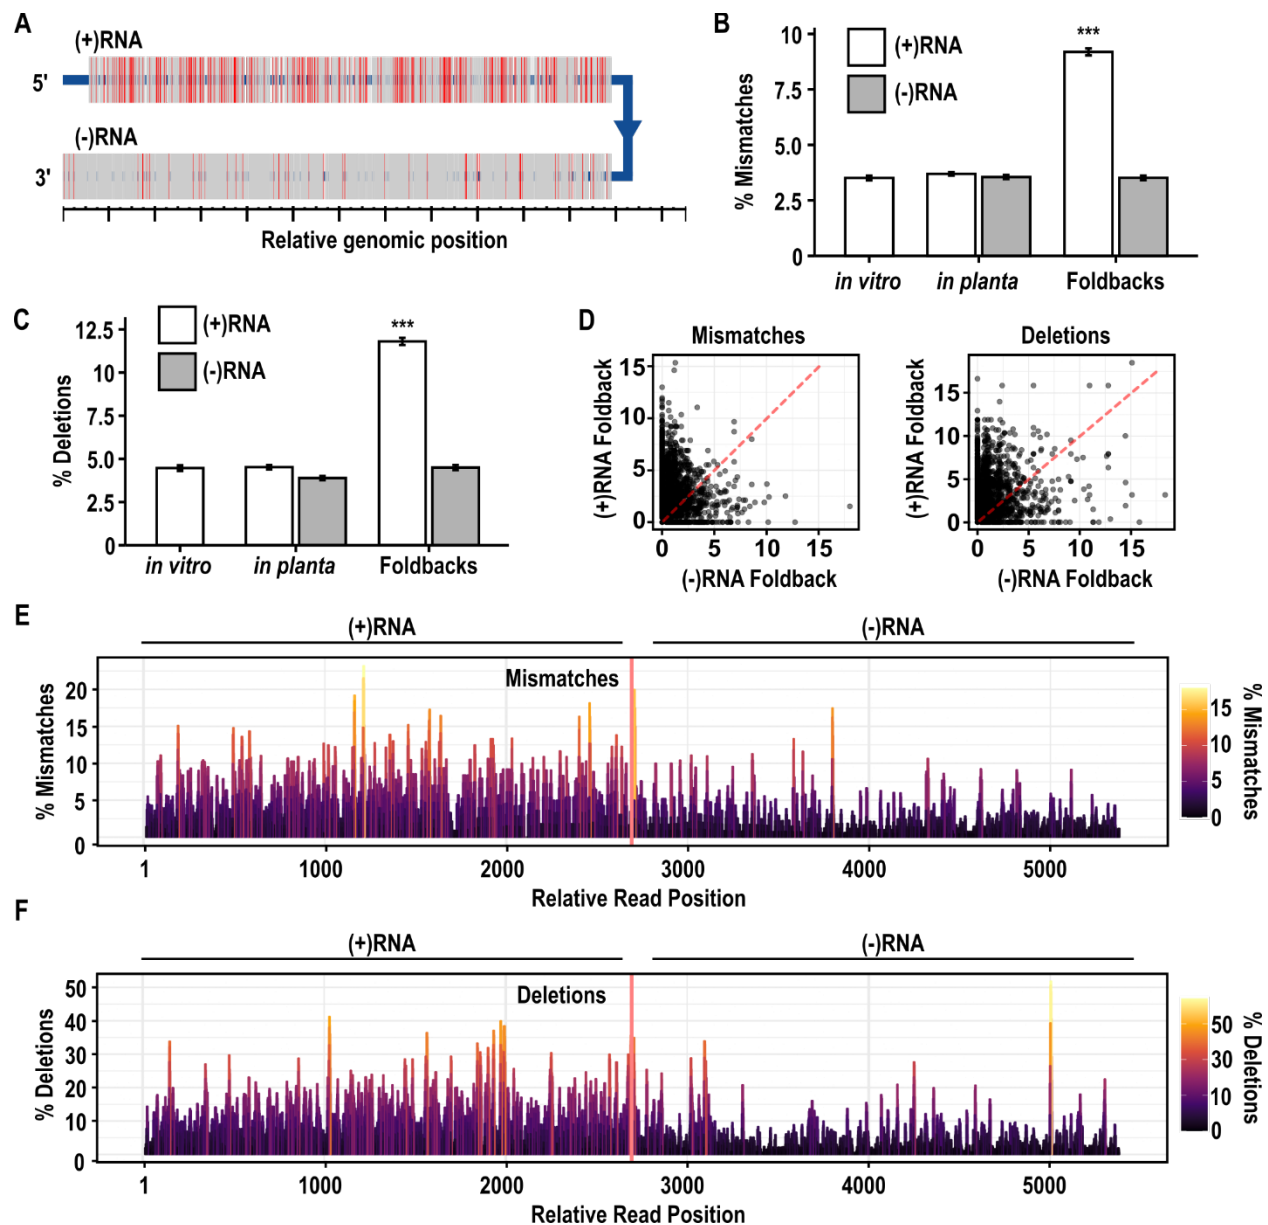 A
(+)RNA
5'
(-)RNA
3'
Relative genomic position
B
% Mismatches
10
7.5
5.0
2.5
0
(+)RNA
(-)RNA
***
in vitro
in planta
Foldbacks
C
% Deletions
12.5
10
7.5
5.0
2.5
0
(+)RNA
(-)RNA
***
in vitro
in planta
Foldbacks
D
Mismatches
(+)RNA Foldback
15
10
5
0
0 5 10 15
(-)RNA Foldback
Deletions
(+)RNA Foldback
15
10
5
0
0 5 10 15
(-)RNA Foldback
E
(+)RNA
(-)RNA
Mismatches
% Mismatches
20
15
10
5
0
1 1000 2000 3000 4000 5000
Relative Read Position
% Mismatches
15
10
5
0
F
(+)RNA
(-)RNA
Deletions
% Deletions
50
40
30
20
10
0
1 1000 2000 3000 4000 5000
Relative Read Position
% Deletions
50
30
10
0